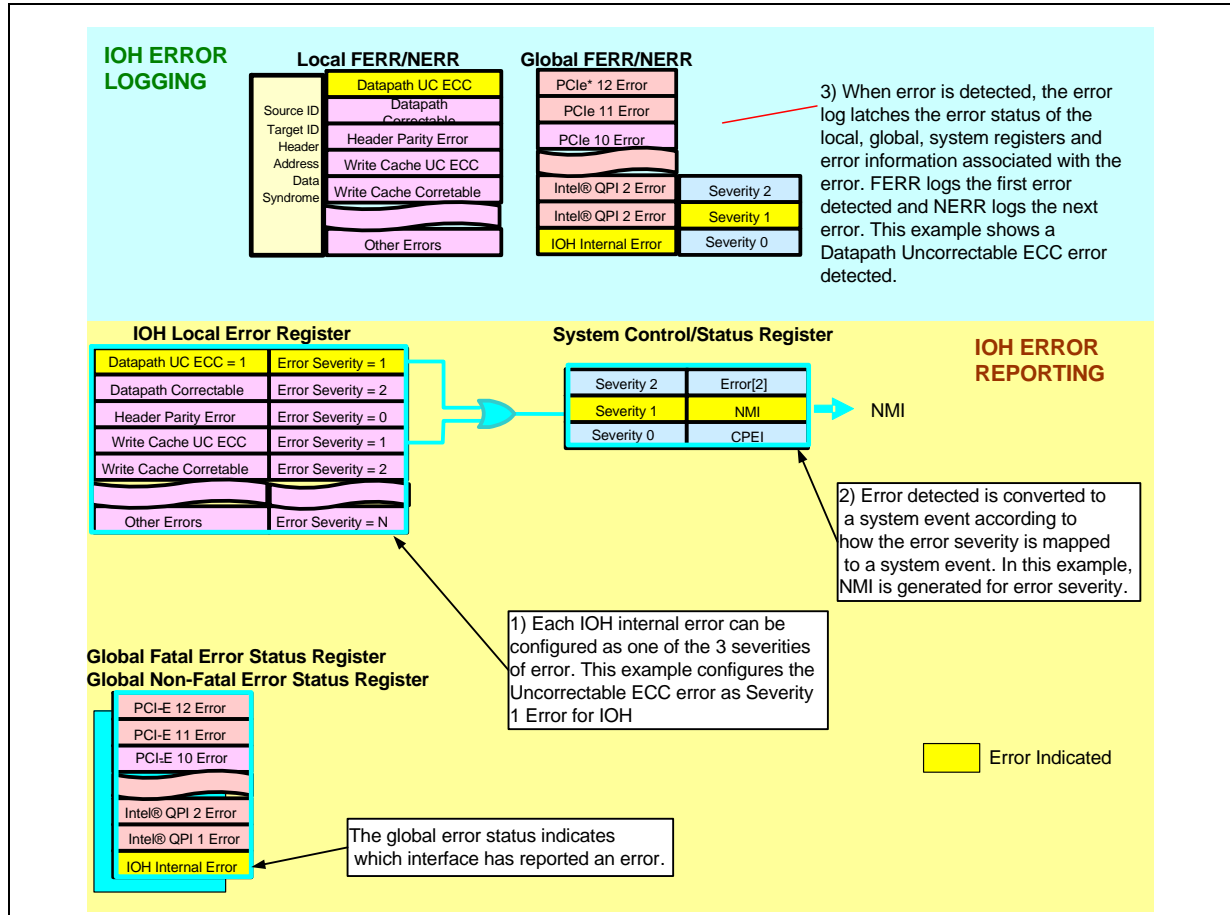 IOH ERROR
LOGGING
Local FERR/NERR
Source ID
Target ID
Header
Address
Data
Syndrome
Datapath UC ECC
Datapath
Correctable
Header Parity Error
Write Cache UC ECC
Write Cache Corretable
Other Errors
Global FERR/NERR
PCIe* 12 Error
PCIe 11 Error
PCIe 10 Error
Intel® QPI 2 Error
Intel® QPI 2 Error
IOH Internal Error
Severity 2
Severity 1
Severity 0
3) When error is detected, the error
log latches the error status of the
local, global, system registers and
error information associated with the
error. FERR logs the first error
detected and NERR logs the next
error. This example shows a
Datapath Uncorrectable ECC error
detected.
IOH Local Error Register
Datapath UC ECC = 1 Error Severity = 1
Datapath Correctable Error Severity = 2
Header Parity Error Error Severity = 0
Write Cache UC ECC Error Severity = 1
Write Cache Corretable Error Severity = 2
Other Errors Error Severity = N
System Control/Status Register
Severity 2 Error[2]
Severity 1 NMI
Severity 0 CPEI
NMI
IOH ERROR
REPORTING
2) Error detected is converted to
a system event according to
how the error severity is mapped
to a system event. In this example,
NMI is generated for error severity.
1) Each IOH internal error can be
configured as one of the 3 severities
of error. This example configures the
Uncorrectable ECC error as Severity
1 Error for IOH
Global Fatal Error Status Register
Global Non-Fatal Error Status Register
PCI-E 12 Error
PCI-E 11 Error
PCI-E 10 Error
Intel® QPI 2 Error
Intel® QPI 1 Error
IOH Internal Error
The global error status indicates
which interface has reported an error.
Error Indicated